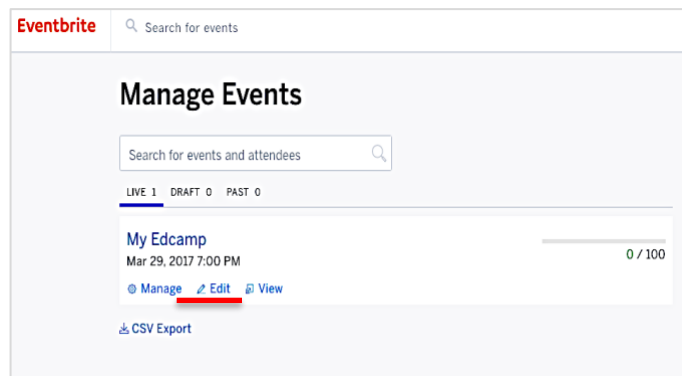 Eventbrite Search for events
Manage Events
Search for events and attendees
LIVE 1 DRAFT 0 PAST 0
My Edcamp
Mar 29, 2017 7:00 PM
0 / 100
Manage Edit View
CSV Export